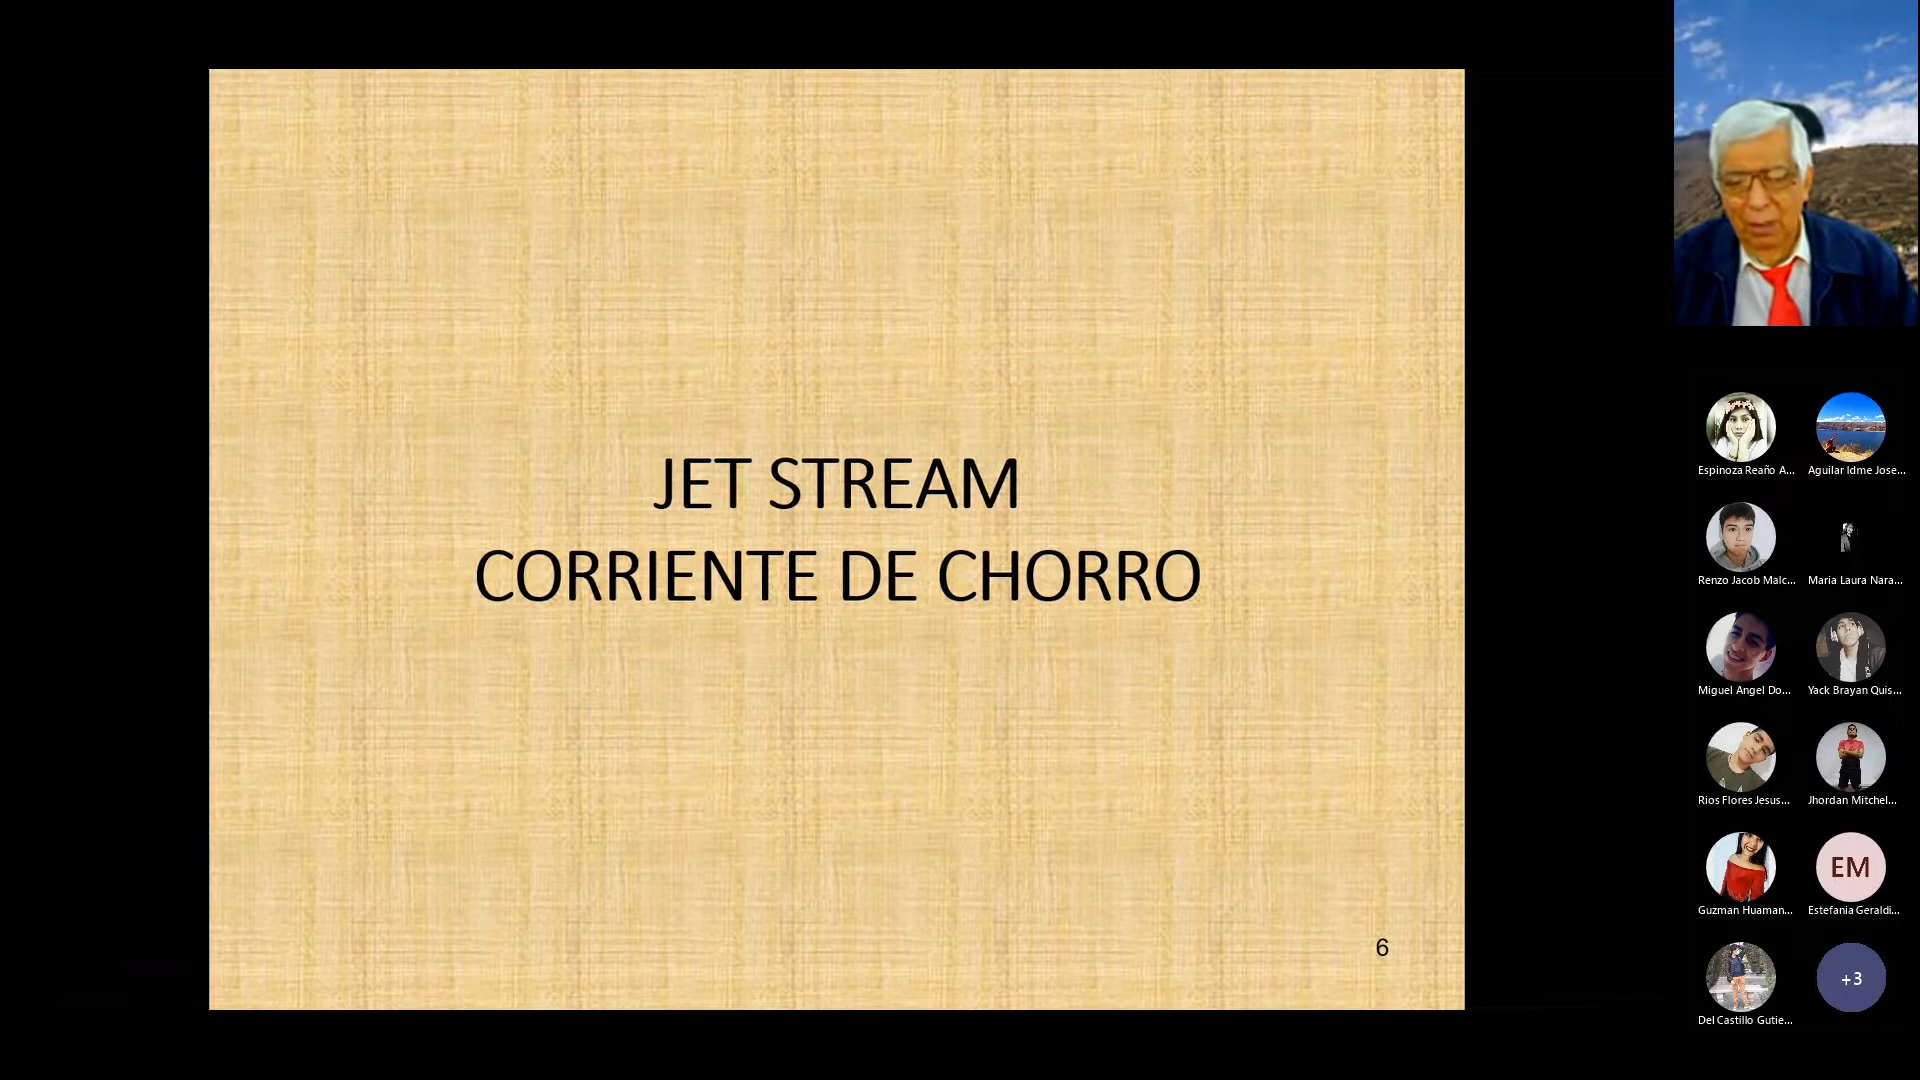 JET STREAM
CORRIENTE DE CHORRO
6
Espinoza Reaño A...
Aguilar Idme Jose...
Renzo Jacob Malc...
Maria Laura Nara...
Miguel Angel Do...
Yack Brayan Quis...
Rios Flores Jesus...
Jhordan Mitchel...
Guzman Huaman...
EM
Estefania Geraldi...
Del Castillo Gutie...
+3